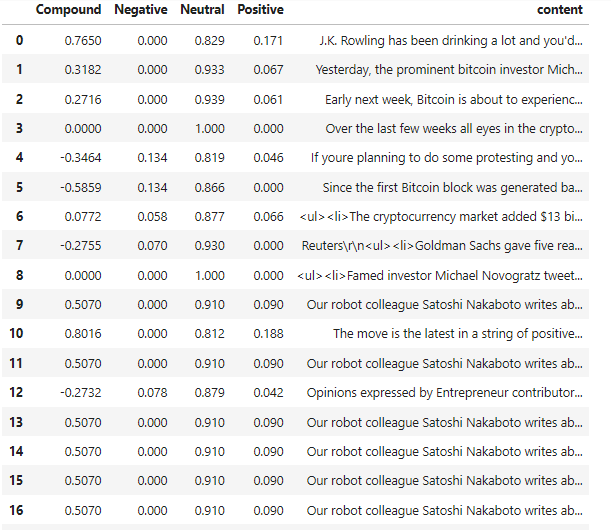 Compound Negative Neutral Positive content
0 0.7650 0.000 0.829 0.171 J.K. Rowling has been drinking a lot and you'd...
1 0.3182 0.000 0.933 0.067 Yesterday, the prominent bitcoin investor Mich...
2 0.2716 0.000 0.939 0.061 Early next week, Bitcoin is about to experienc...
3 0.0000 0.000 1.000 0.000 Over the last few weeks all eyes in the crypto...
4 -0.3464 0.134 0.819 0.046 If youre planning to do some protesting and yo...
5 -0.5859 0.134 0.866 0.000 Since the first Bitcoin block was generated ba...
6 0.0772 0.058 0.877 0.066 <ul><li>The cryptocurrency market added $13 bi...
7 -0.2755 0.070 0.930 0.000 Reuters\r\n<ul><li>Goldman Sachs gave five rea...
8 0.0000 0.000 1.000 0.000 <ul><li>Famed investor Michael Novogratz tweet...
9 0.5070 0.000 0.910 0.090 Our robot colleague Satoshi Nakaboto writes ab...
10 0.8016 0.000 0.812 0.188 The move is the latest in a string of positive...
11 0.5070 0.000 0.910 0.090 Our robot colleague Satoshi Nakaboto writes ab...
12 -0.2732 0.078 0.879 0.042 Opinions expressed by Entrepreneur contributor...
13 0.5070 0.000 0.910 0.090 Our robot colleague Satoshi Nakaboto writes ab...
14 0.5070 0.000 0.910 0.090 Our robot colleague Satoshi Nakaboto writes ab...
15 0.5070 0.000 0.910 0.090 Our robot colleague Satoshi Nakaboto writes ab...
16 0.5070 0.000 0.910 0.090 Our robot colleague Satoshi Nakaboto writes ab...